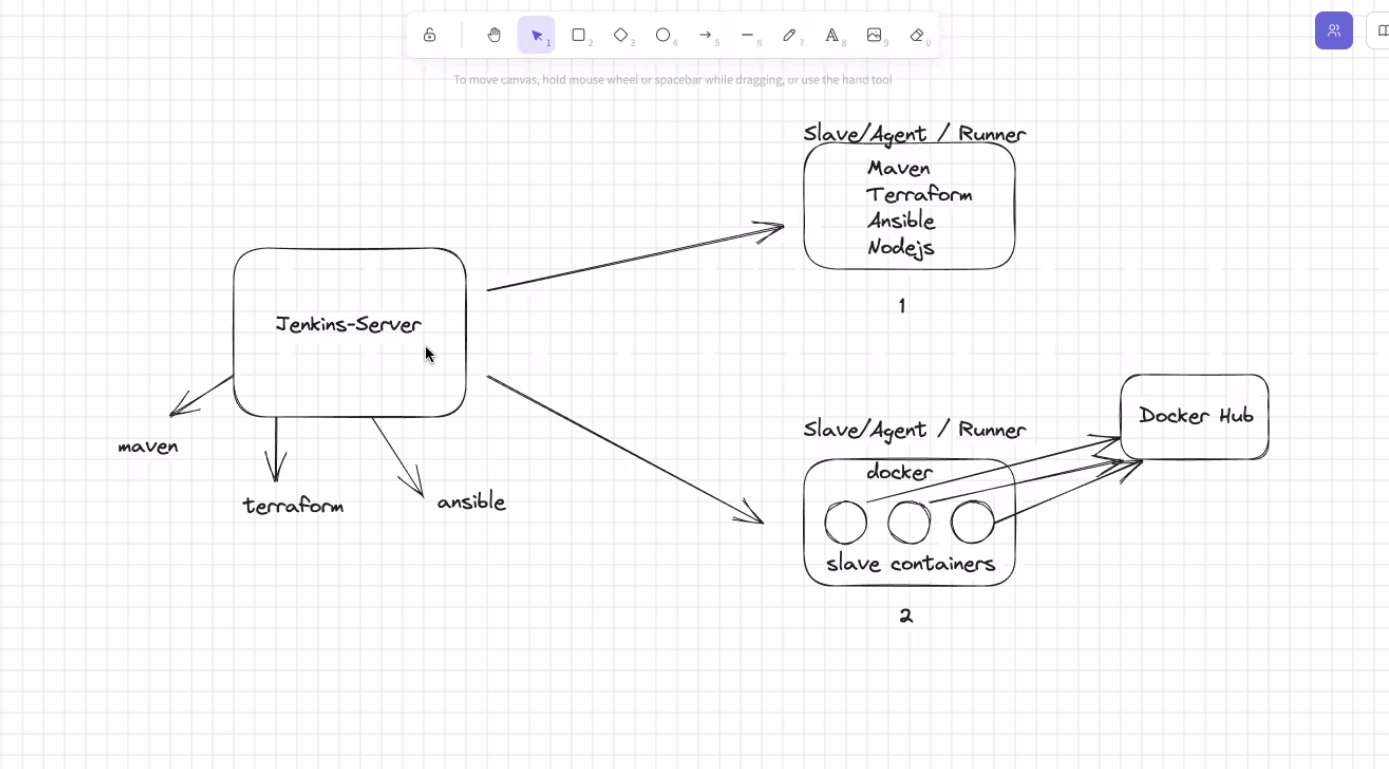 1
2
3
4
5
6
7
8
9
0
To move canvas, hold mouse wheel or spacebar while dragging, or use the hand tool
Slave/Agent / Runner
Maven
Terraform
Ansible
Nodejs
1
Jenkins-Server
maven
terraform
ansible
Slave/Agent / Runner
docker
slave containers
2
Docker Hub